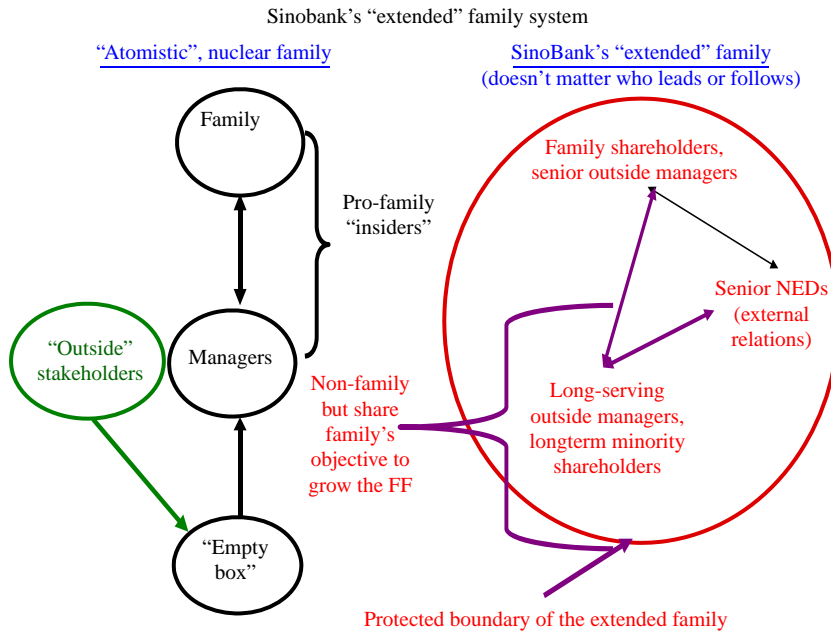 Sinobank’s “extended” family system
“Atomistic”, nuclear family
SinoBank’s “extended” family
(doesn’t matter who leads or follows)
Family
Pro-family
“insiders”
“Outside”
stakeholders
Managers
“Empty
box”
Family shareholders,
senior outside managers
Senior NEDs
(external
relations)
Non-family
but share
family’s
objective to
grow the FF
Long-serving
outside managers,
longterm minority
shareholders
Protected boundary of the extended family